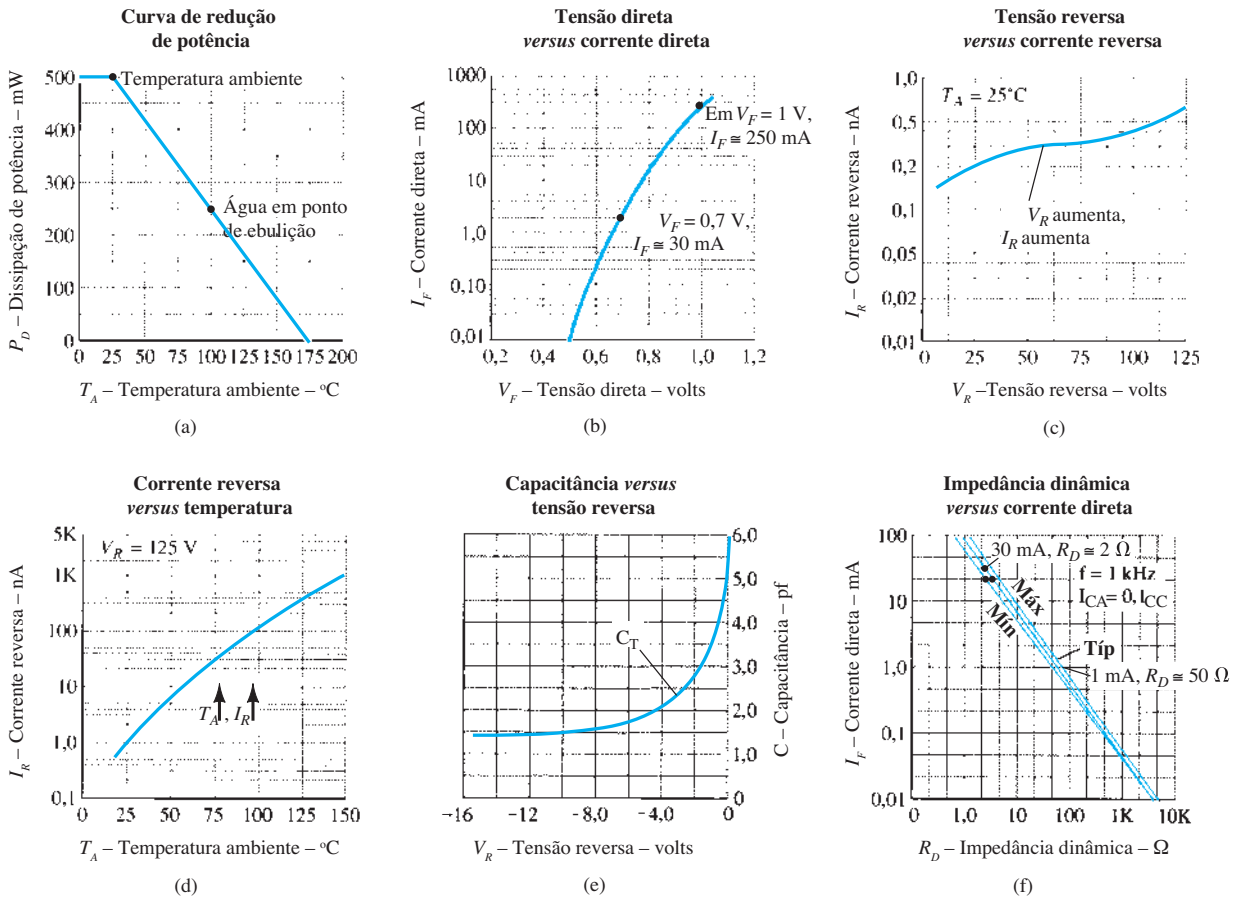 Curva de redução
de potência
P_D – Dissipação de potência – mW
500
400
300
200
100
0
Temperatura ambiente
Água em ponto
de ebulição
0 25 50 75 100 125 150 175 200
T_A – Temperatura ambiente – °C
(a)
Tensão direta
versus corrente direta
I_F – Corrente direta – mA
1000
100
10
1,0
0,10
0,01
Em V_F = 1 V,
I_F ≅ 250 mA
V_F = 0,7 V,
I_F ≅ 30 mA
0,2 0,4 0,6 0,8 1,0 1,2
V_F – Tensão direta – volts
(b)
Tensão reversa
versus corrente reversa
I_R – Corrente reversa – nA
1,0
0,5
0,2
0,1
0,05
0,02
0,01
T_A = 25°C
V_R aumenta,
I_R aumenta
0 25 50 75 100 125
V_R –Tensão reversa – volts
(c)
Corrente reversa
versus temperatura
I_R – Corrente reversa – nA
5K
1K
100
10
1,0
0,1
V_R = 125 V
T_A, I_R
0 25 50 75 100 125 150
T_A – Temperatura ambiente – °C
(d)
Capacitância versus
tensão reversa
C_T
6,0
5,0
4,0
3,0
2,0
1,0
0
C – Capacitância – pf
–16 –12 –8,0 –4,0 0
V_R – Tensão reversa – volts
(e)
Impedância dinâmica
versus corrente direta
I_F – Corrente direta – mA
100
10
1,0
0,1
0,01
30 mA, R_D ≅ 2 Ω
f = 1 kHz
I_CA = 0,1_CC
Máx
Mín
Típ
1 mA, R_D ≅ 50 Ω
0 1,0 10 100 1K 10K
R_D – Impedância dinâmica – Ω
(f)